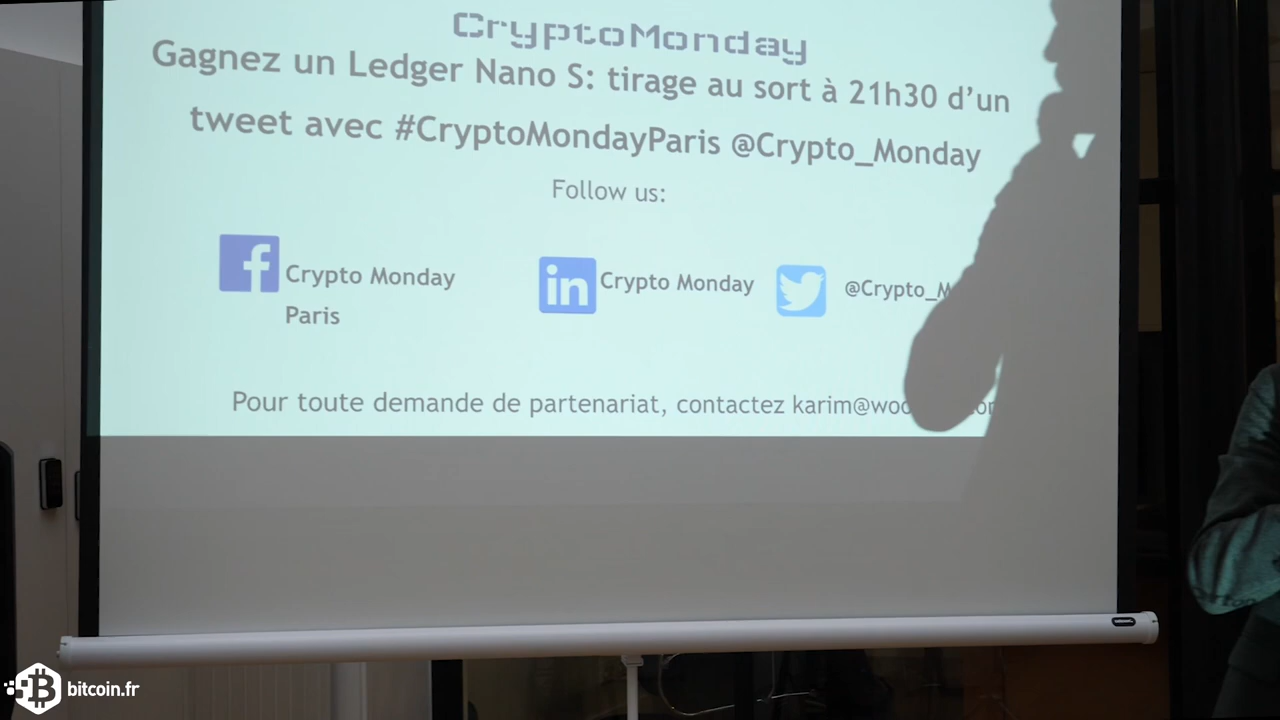 CryptoMonday
Gagnez un Ledger Nano S: tirage au sort à 21h30 d’un
tweet avec #CryptoMondayParis @Crypto_Monday
Follow us:
Crypto Monday
Paris
in
Crypto Monday
Pour toute demande de partenariat, contactez
bitcoin.fr